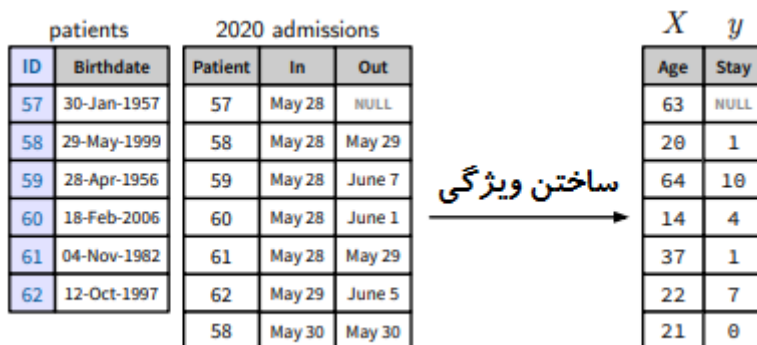 patients
ID Birthdate
57 30-Jan-1957
58 29-May-1999
59 28-Apr-1956
60 18-Feb-2006
61 04-Nov-1982
62 12-Oct-1997
2020 admissions
Patient In Out
57 May 28 NULL
58 May 28 May 29
59 May 28 June 7
60 May 28 June 1
61 May 28 May 29
62 May 29 June 5
58 May 30 May 30
ساختن ویژگی
X y
Age Stay
63 NULL
20 1
64 10
14 4
37 1
22 7
21 0